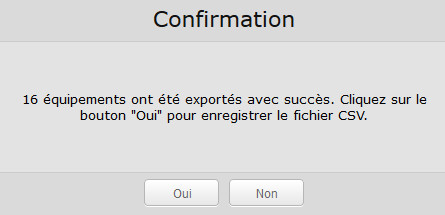 Confirmation
16 équipements ont été exportés avec succès. Cliquez sur le
bouton "Oui" pour enregistrer le fichier CSV.
Oui
Non